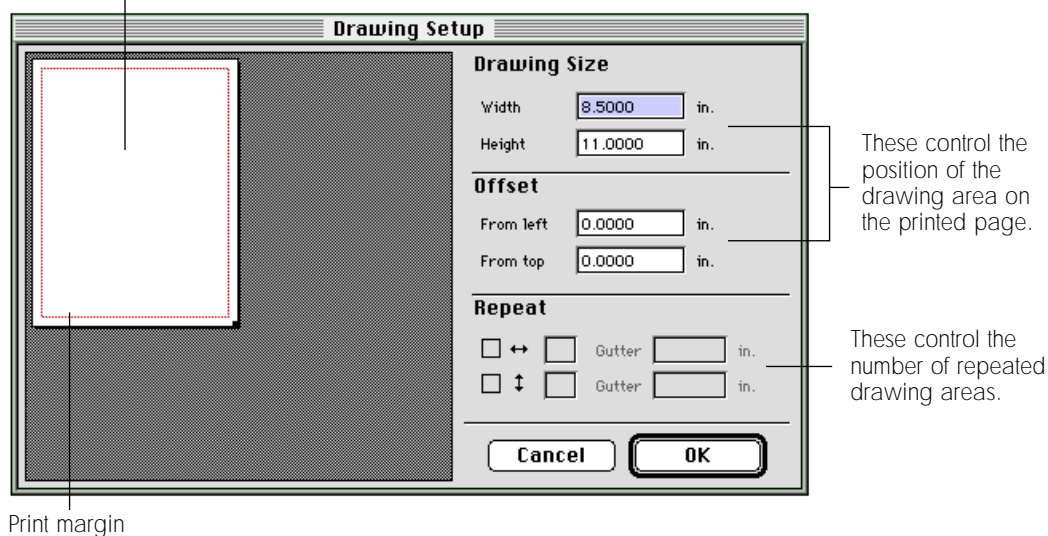 Drawing Setup
Drawing Size
Width 8.5000 in.
Height 11.0000 in.
Offset
From left 0.0000 in.
From top 0.0000 in.
Repeat
Gutter in.
Gutter in.
Cancel OK
These control the
position of the
drawing area on
the printed page.
These control the
number of repeated
drawing areas.
Print margin